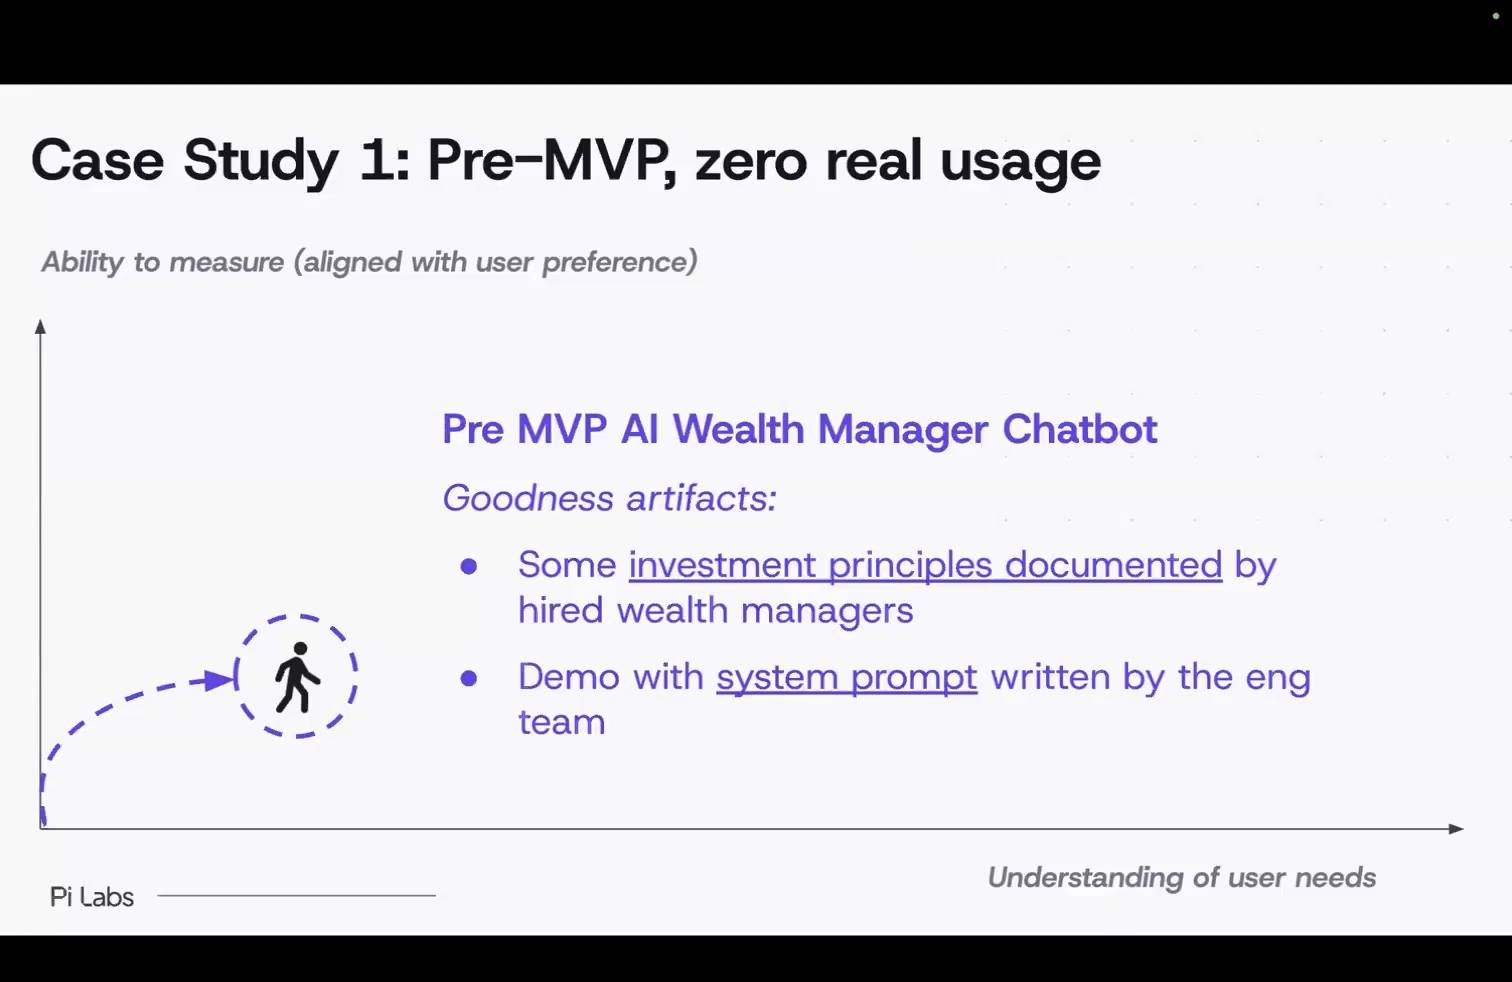 Case Study 1: Pre-MVP, zero real usage
Ability to measure (aligned with user preference)
Pre MVP AI Wealth Manager Chatbot
Goodness artifacts:
● Some investment principles documented by
hired wealth managers
● Demo with system prompt written by the eng
team
Understanding of user needs
Pi Labs